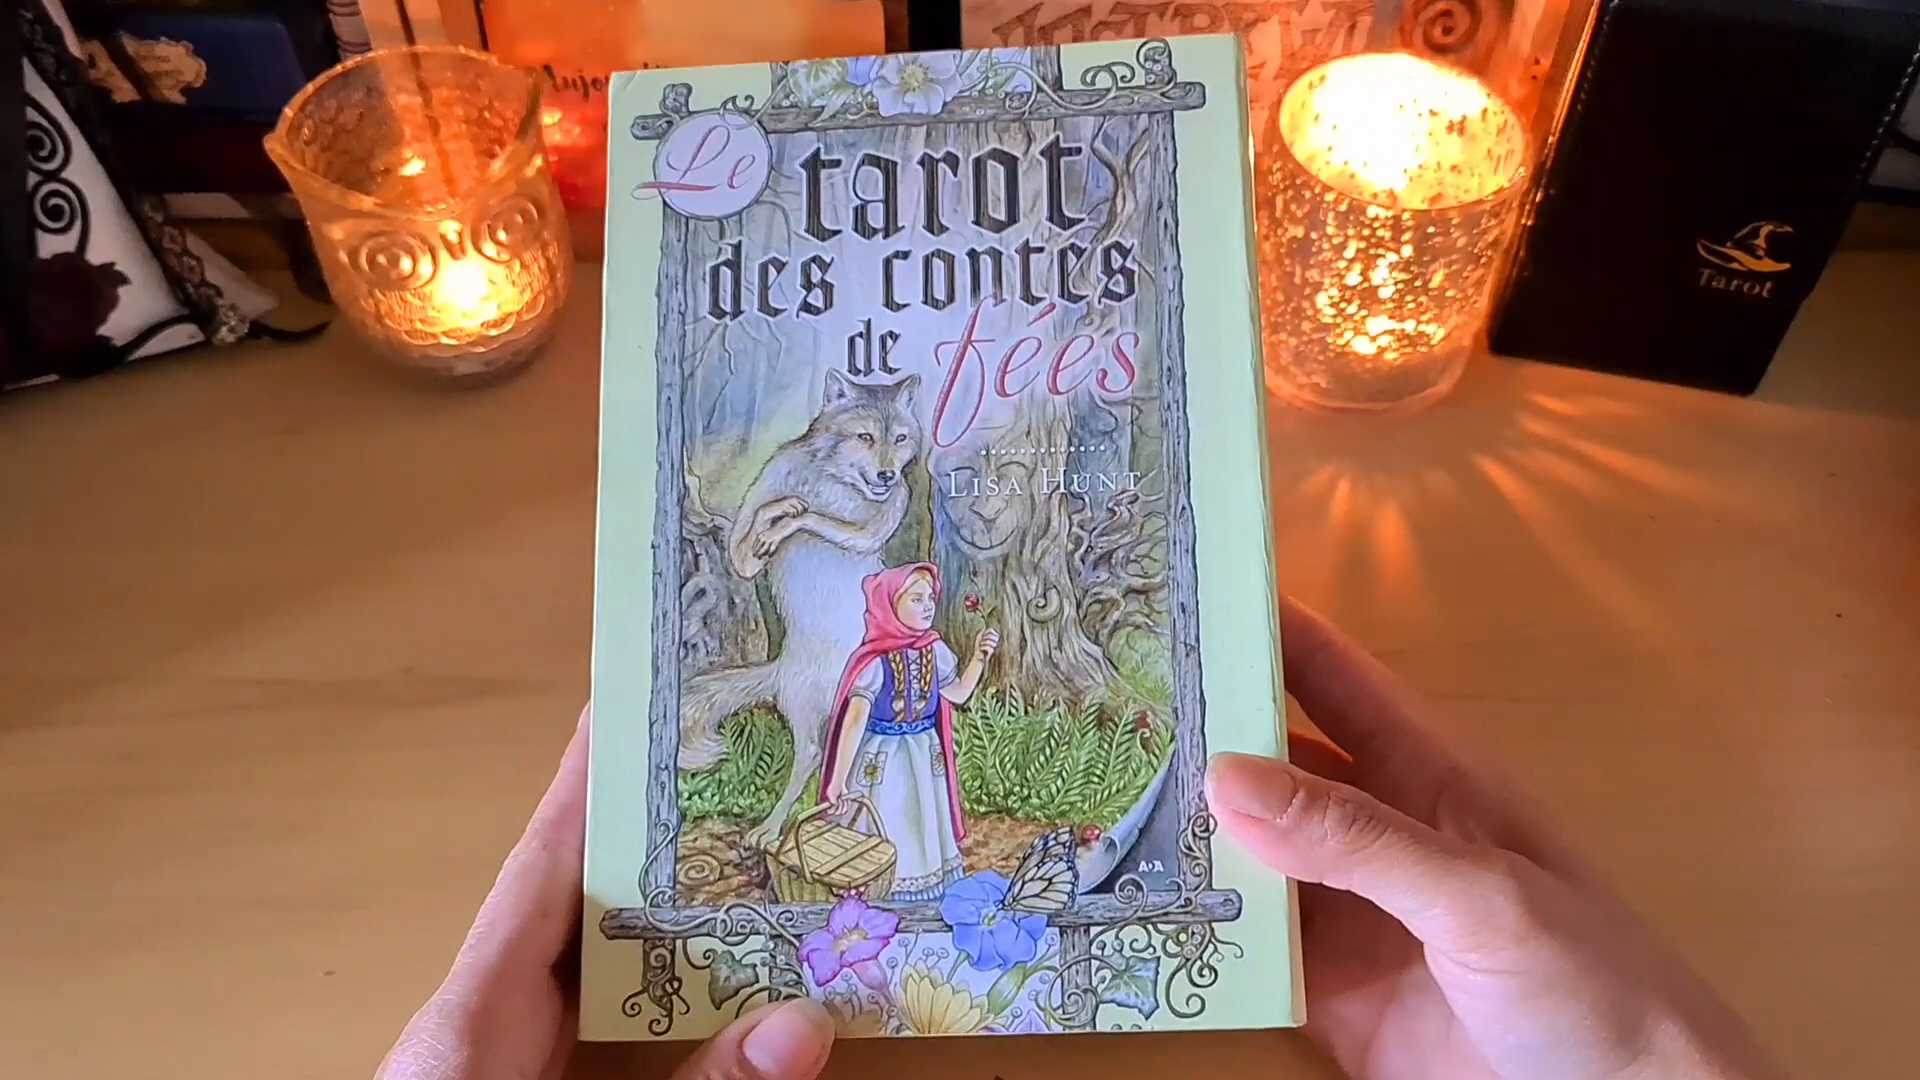 Le
tarot
des contes
de fées
LISA HUNT
A•A
Tarot